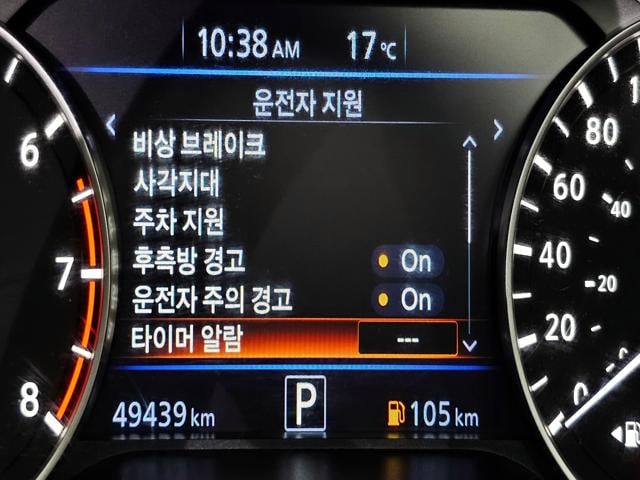 10:38 AM 17°C
운전자 지원
비상 브레이크
사각지대
주차 지원
후측방 경고 On
운전자 주의 경고 On
타이머 알람 ---
49439 km P 105 km
6
7
8
80
60
40
40
20
20
0